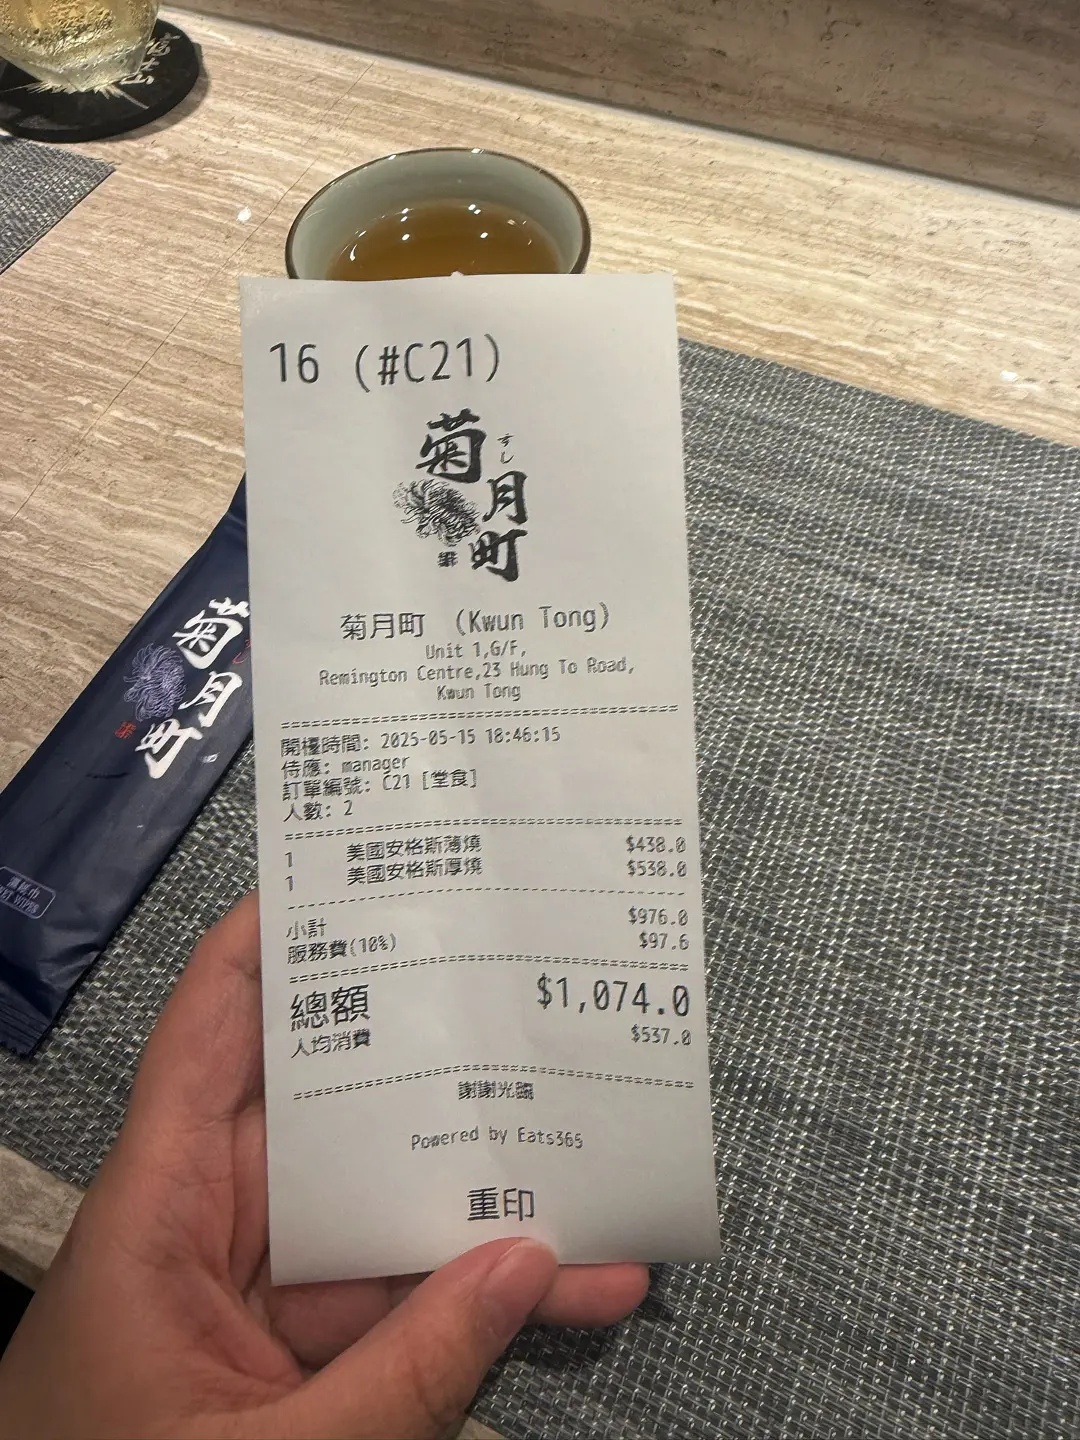 16 (#C21)
菊月町
すし
菊月町 (Kwun Tong)
Unit 1,G/F,
Remington Centre,23 Hung To Road,
Kwun Tong
開檯時間: 2025-05-15 18:46:15
侍應: manager
訂單編號: C21 [堂食]
人數: 2
1 美國安格斯薄燒 $438.0
1 美國安格斯厚燒 $538.0
小計 $976.0
服務費(10%) $97.6
總額 $1,074.0
人均消費 $537.0
謝謝光臨
Powered by Eats365
重印
菊月町
WET WIPES